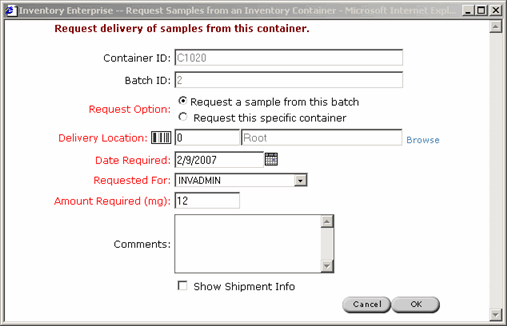 Inventory Enterprise -- Request Samples from an Inventory Container - Microsoft Internet Expl...
Request delivery of samples from this container.
Container ID: C1020
Batch ID: 2
Request Option: Request a sample from this batch
Request this specific container
Delivery Location: 0 Root Browse
Date Required: 2/9/2007
Requested For: INVADMIN
Amount Required (mg): 12
Comments:
Show Shipment Info
Cancel OK